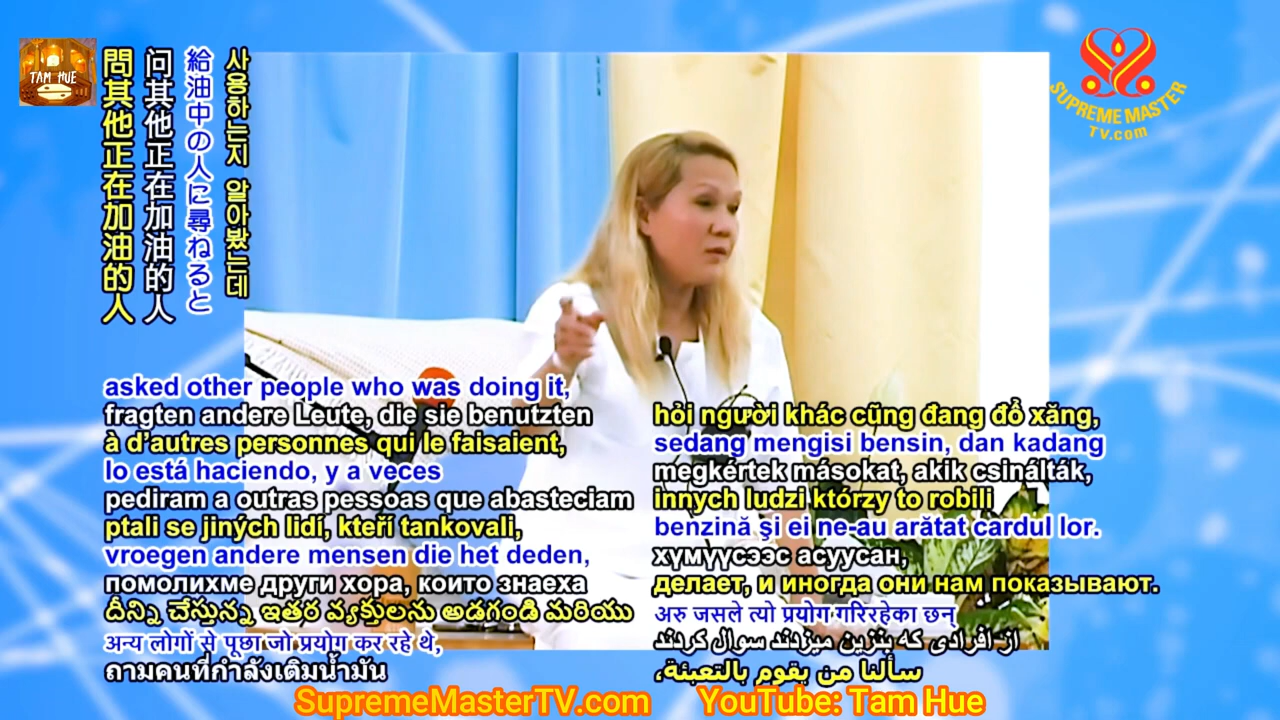 TAM HUE
問其他正在加油的人
问其他正在加油的人
給油中の人に尋ねると
사용하는지 알아봤는데
SUPREME MASTER
TV.com
asked other people who was doing it,
fragten andere Leute, die sie benutzten
à d'autres personnes qui le faisaient,
lo está haciendo, y a veces
pediram a outras pessoas que abasteciam
ptali se jiných lidí, kteří tankovali,
vroegen andere mensen die het deden,
помолихме други хора, които знаеха
దీన్ని చేస్తున్న ఇతర వ్యక్తులను అడగండి మరియు
अन्य लोगों से पूछा जो प्रयोग कर रहे थे,
ถามคนที่กำลังเติมน้ำมัน
hỏi người khác cũng đang đổ xăng,
sedang mengisi bensin, dan kadang
megkértek másokat, akik csinálták,
innych ludzi którzy to robili
benzină şi ei ne-au arătat cardul lor.
хүмүүсээс асуусан,
делает, и иногда они нам показывают.
अरु जसले त्यो प्रयोग गरिरहेका छन्
از افرادی که بنزین میزدند سوال کردند
سألنا من يقوم بالتعبئة،
SupremeMasterTV.com YouTube: Tam Hue